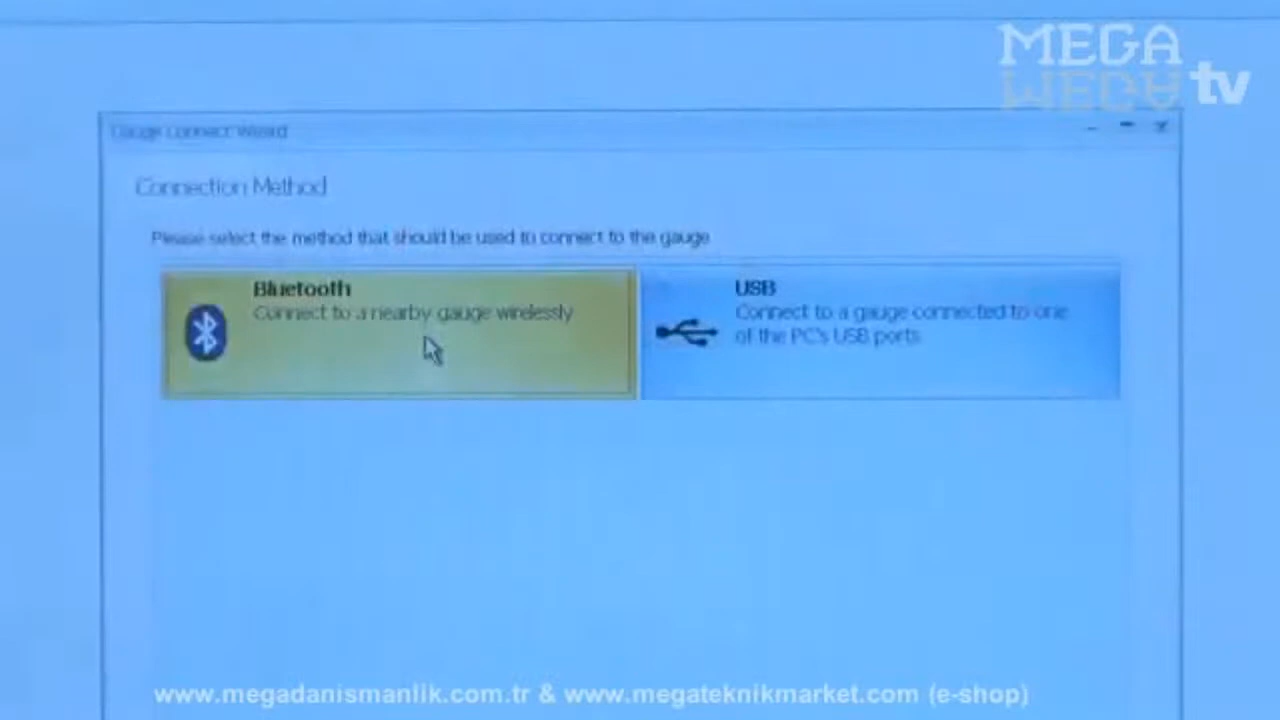 MEGA
tv
Gauge Connect Wizard
Connection Method
Please select the method that should be used to connect to the gauge
Bluetooth
Connect to a nearby gauge wirelessly
USB
Connect to a gauge connected to one
of the PC's USB ports
www.megadanismanlik.com.tr & www.megateknikmarket.com (e-shop)